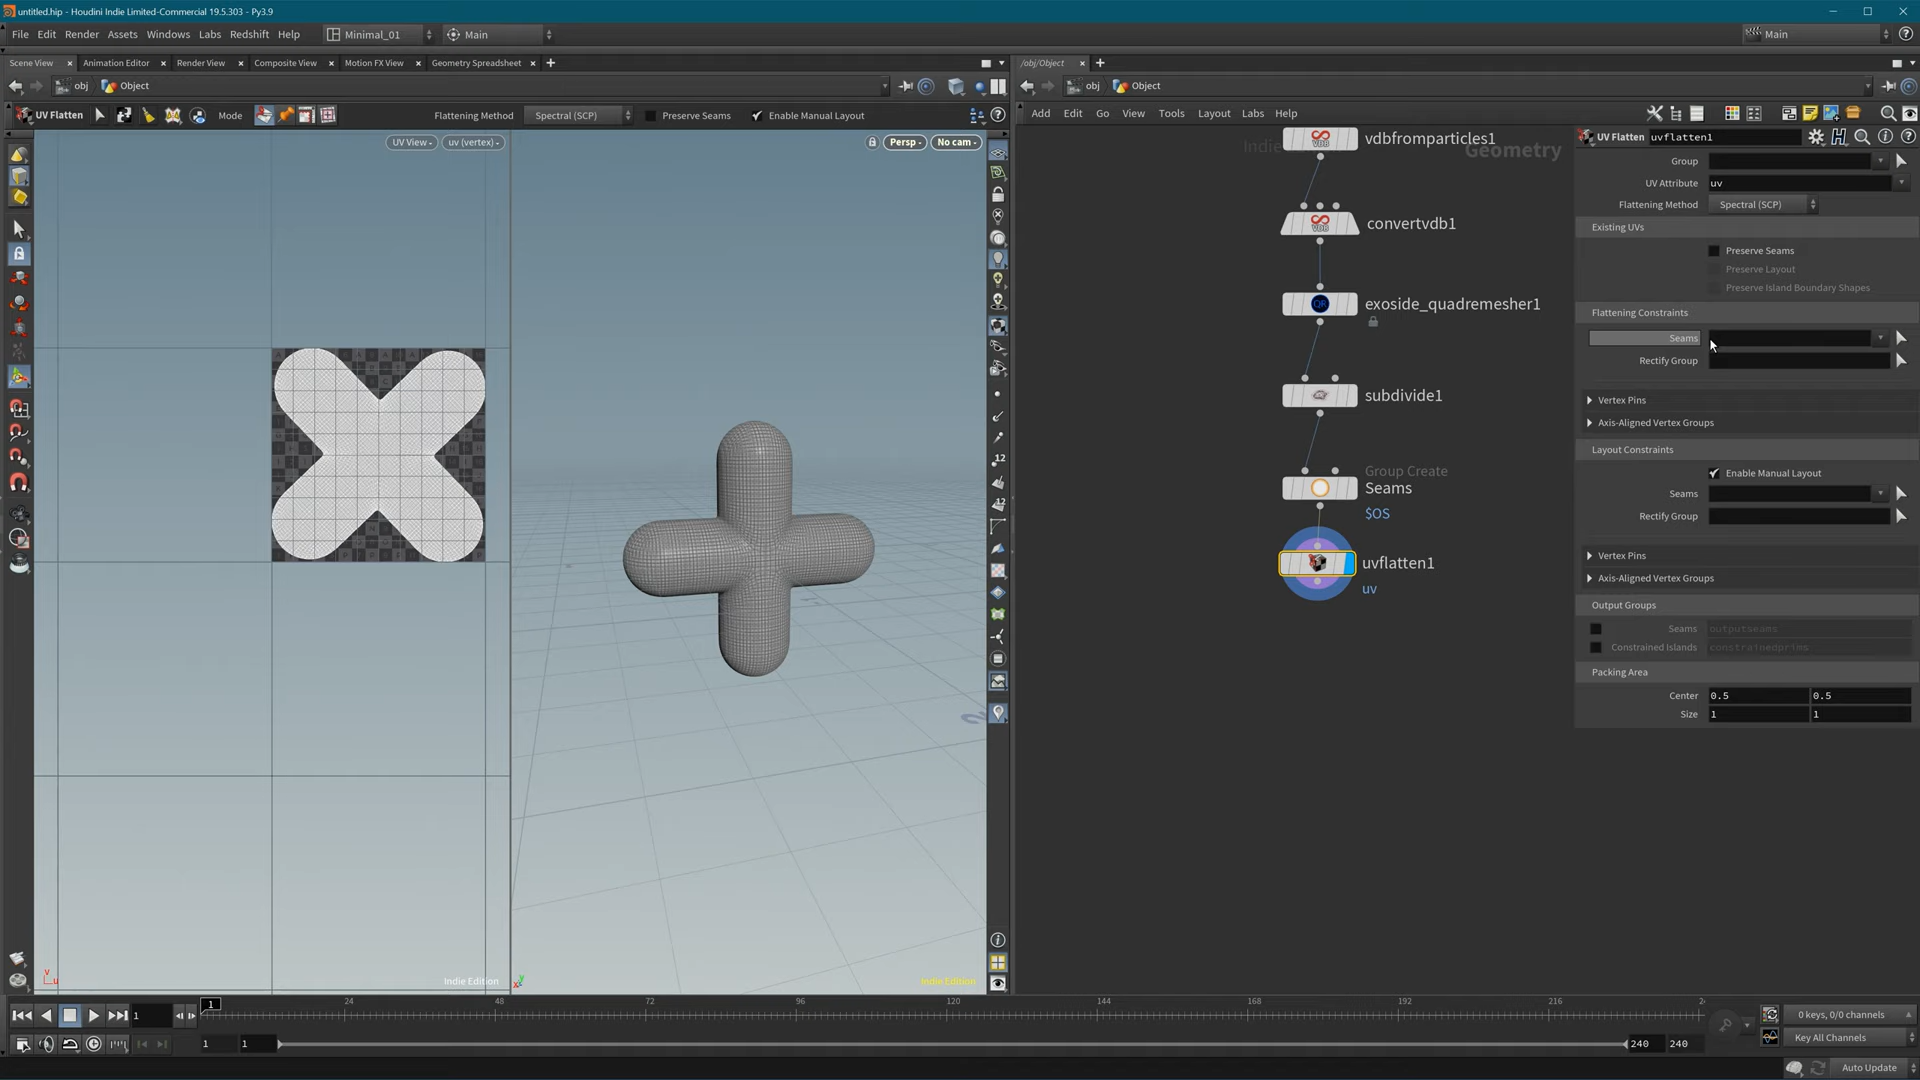 untitled.hip - Houdini Indie Limited-Commercial 19.5.303 - Py3.9
File Edit Render Assets Windows Labs Redshift Help Minimal_01 Main Main
Scene View Animation Editor Render View Composite View Motion FX View Geometry Spreadsheet
/obj/Object
obj Object
obj Object
UV Flatten Mode Flattening Method Spectral (SCP) Preserve Seams Enable Manual Layout
Add Edit Go View Tools Layout Labs Help
UV View uv (vertex)
Persp No cam
Indie
Geometry
vdbfromparticles1
convertvdb1
exoside_quadremesher1
subdivide1
Group Create
Seams
$OS
uvflatten1
uv
UV Flatten uvflatten1
Group
UV Attribute uv
Flattening Method Spectral (SCP)
Existing UVs
Preserve Seams
Preserve Layout
Preserve Island Boundary Shapes
Flattening Constraints
Seams
Rectify Group
Vertex Pins
Axis-Aligned Vertex Groups
Layout Constraints
Enable Manual Layout
Seams
Rectify Group
Vertex Pins
Axis-Aligned Vertex Groups
Output Groups
Seams outputseams
Constrained Islands constrainedprims
Packing Area
Center 0.5 0.5
Size 1 1
12
12
Indie Edition
Indie Edition
1 24 48 72 96 120 144 168 192 216
1
0 keys, 0/0 channels
1 1 240 240
Key All Channels
Auto Update